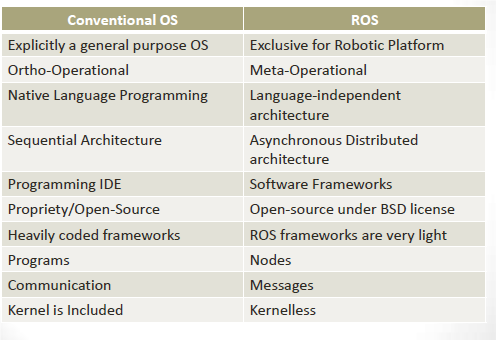 Conventional OS ROS
Explicitly a general purpose OS Exclusive for Robotic Platform
Ortho-Operational Meta-Operational
Native Language Programming Language-independent
architecture
Sequential Architecture Asynchronous Distributed
architecture
Programming IDE Software Frameworks
Propriety/Open-Source Open-source under BSD license
Heavily coded frameworks ROS frameworks are very light
Programs Nodes
Communication Messages
Kernel is Included Kernelless